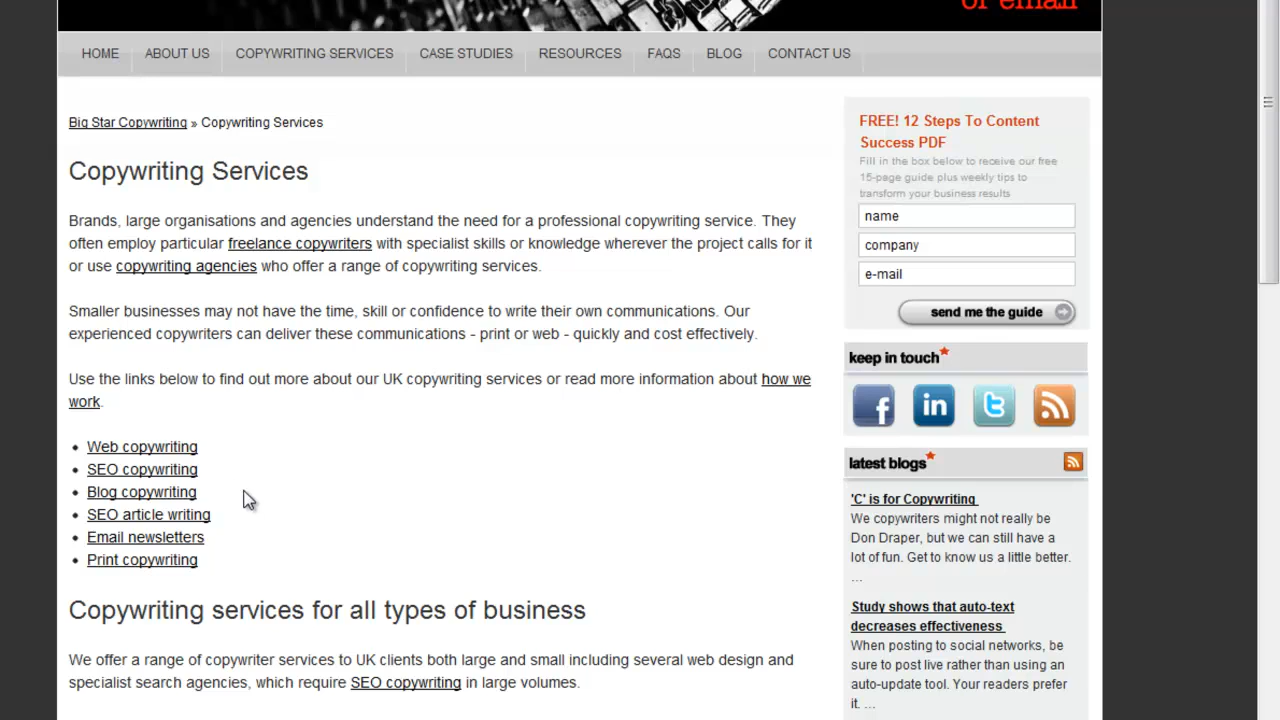 or email
HOME ABOUT US COPYWRITING SERVICES CASE STUDIES RESOURCES FAQS BLOG CONTACT US
Big Star Copywriting » Copywriting Services
Copywriting Services
Brands, large organisations and agencies understand the need for a professional copywriting service. They
often employ particular freelance copywriters with specialist skills or knowledge wherever the project calls for it
or use copywriting agencies who offer a range of copywriting services.
Smaller businesses may not have the time, skill or confidence to write their own communications. Our
experienced copywriters can deliver these communications - print or web - quickly and cost effectively.
Use the links below to find out more about our UK copywriting services or read more information about how we
work.
• Web copywriting
• SEO copywriting
• Blog copywriting
• SEO article writing
• Email newsletters
• Print copywriting
Copywriting services for all types of business
We offer a range of copywriter services to UK clients both large and small including several web design and
specialist search agencies, which require SEO copywriting in large volumes.
FREE! 12 Steps To Content
Success PDF
Fill in the box below to receive our free
15-page guide plus weekly tips to
transform your business results
name
company
e-mail
send me the guide
keep in touch*
f in t
latest blogs*
'C' is for Copywriting
We copywriters might not really be
Don Draper, but we can still have a
lot of fun. Get to know us a little better.
...
Study shows that auto-text
decreases effectiveness
When posting to social networks, be
sure to post live rather than using an
auto-update tool. Your readers prefer
it. ...